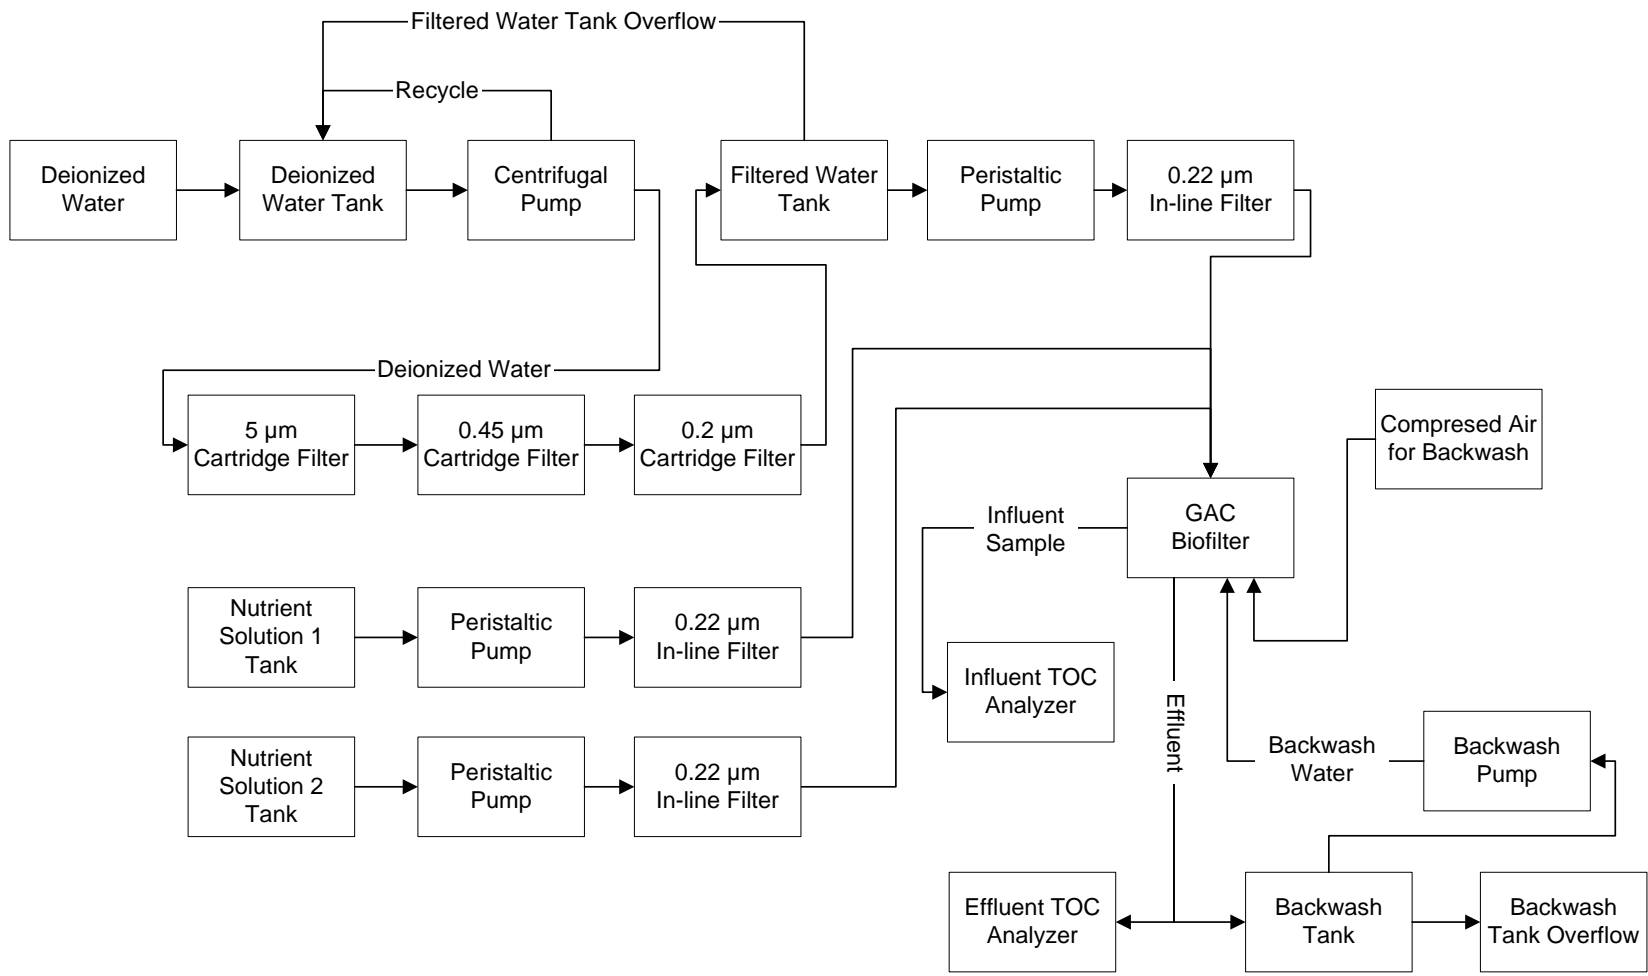 Filtered Water Tank Overflow
Recycle
Deionized
Water
Deionized
Water Tank
Centrifugal
Pump
Filtered Water
Tank
Peristaltic
Pump
0.22 µm
In-line Filter
Deionized Water
5 µm
Cartridge Filter
0.45 µm
Cartridge Filter
0.2 µm
Cartridge Filter
Compresed Air
for Backwash
GAC
Biofilter
Influent
Sample
Nutrient
Solution 1
Tank
Peristaltic
Pump
0.22 µm
In-line Filter
Influent TOC
Analyzer
Effluent
Nutrient
Solution 2
Tank
Peristaltic
Pump
0.22 µm
In-line Filter
Backwash
Water
Backwash
Pump
Effluent TOC
Analyzer
Backwash
Tank
Backwash
Tank Overflow